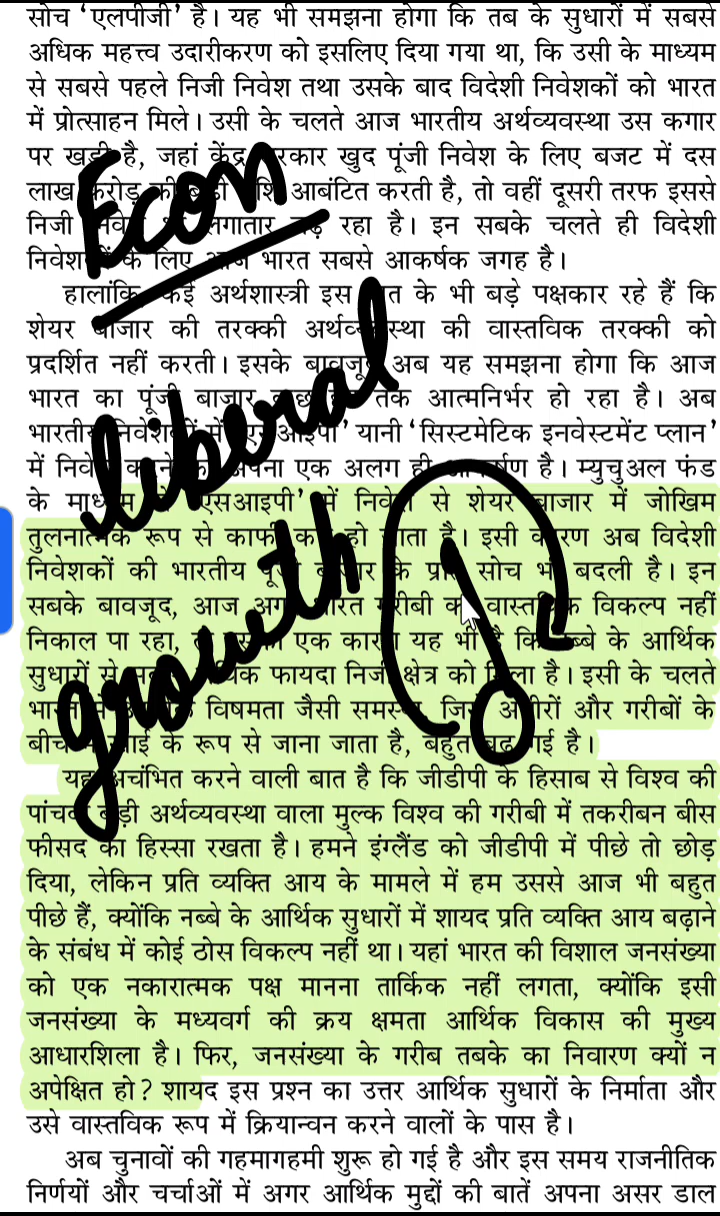 सोच ‘एलपीजी’ है। यह भी समझना होगा कि तब के सुधारों में सबसे
अधिक महत्त्व उदारीकरण को इसलिए दिया गया था, कि उसी के माध्यम
से सबसे पहले निजी निवेश तथा उसके बाद विदेशी निवेशकों को भारत
में प्रोत्साहन मिले। उसी के चलते आज भारतीय अर्थव्यवस्था उस कगार
पर खड़ी है, जहां केंद्र सरकार खुद पूंजी निवेश के लिए बजट में दस
लाख करोड़ की आबंटित करती है, तो वहीं दूसरी तरफ इससे
निजी लगातार बढ़ रहा है। इन सबके चलते ही विदेशी
के लिए आज भारत सबसे आकर्षक जगह है।
Econ
हालांकि, कई अर्थशास्त्री इस के भी बड़े पक्षकार रहे हैं कि
शेयर बाजार की तरक्की अर्थव्यवस्था की वास्तविक तरक्की को
प्रदर्शित नहीं करती। इसके बावजूद अब यह समझना होगा कि आज
भारत का पूंजी बाजार तक आत्मनिर्भर हो रहा है। अब
भारतीय निवेशकों में यानी ‘सिस्टमेटिक इनवेस्टमेंट प्लान’
में अपना एक अलग ही आकर्षण है। म्युचुअल फंड
liberal
के माध्यम एसआइपी’ में निवेश से शेयर बाजार में जोखिम
तुलनात्मक रूप से काफी कम हो जाता है। इसी कारण अब विदेशी
निवेशकों की भारतीय के प्रति सोच भी बदली है। इन
सबके बावजूद, आज अगर भारत गरीबी का वास्तविक विकल्प नहीं
निकाल पा रहा, एक कारण यह भी है कि नब्बे के आर्थिक
सुधारों से फायदा निजी क्षेत्र को मिला है। इसी के चलते
विषमता जैसी समस्या, जिसे अमीरों और गरीबों के
बीच खाई के रूप से जाना जाता है, बहुत बढ़ गई है।
growth
यह अचंभित करने वाली बात है कि जीडीपी के हिसाब से विश्व की
पांचवीं बड़ी अर्थव्यवस्था वाला मुल्क विश्व की गरीबी में तकरीबन बीस
फीसद का हिस्सा रखता है। हमने इंग्लैंड को जीडीपी में पीछे तो छोड़
दिया, लेकिन प्रति व्यक्ति आय के मामले में हम उससे आज भी बहुत
पीछे हैं, क्योंकि नब्बे के आर्थिक सुधारों में शायद प्रति व्यक्ति आय बढ़ाने
के संबंध में कोई ठोस विकल्प नहीं था। यहां भारत की विशाल जनसंख्या
को एक नकारात्मक पक्ष मानना तार्किक नहीं लगता, क्योंकि इसी
जनसंख्या के मध्यवर्ग की क्रय क्षमता आर्थिक विकास की मुख्य
आधारशिला है। फिर, जनसंख्या के गरीब तबके का निवारण क्यों न
अपेक्षित हो? शायद इस प्रश्न का उत्तर आर्थिक सुधारों के निर्माता और
उसे वास्तविक रूप में क्रियान्वन करने वालों के पास है।
अब चुनावों की गहमागहमी शुरू हो गई है और इस समय राजनीतिक
निर्णयों और चर्चाओं में अगर आर्थिक मुद्दों की बातें अपना असर डाल